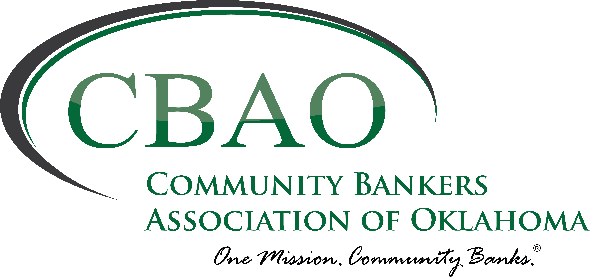 CBAO
Community Bankers
Association of Oklahoma
One Mission. Community Banks.®